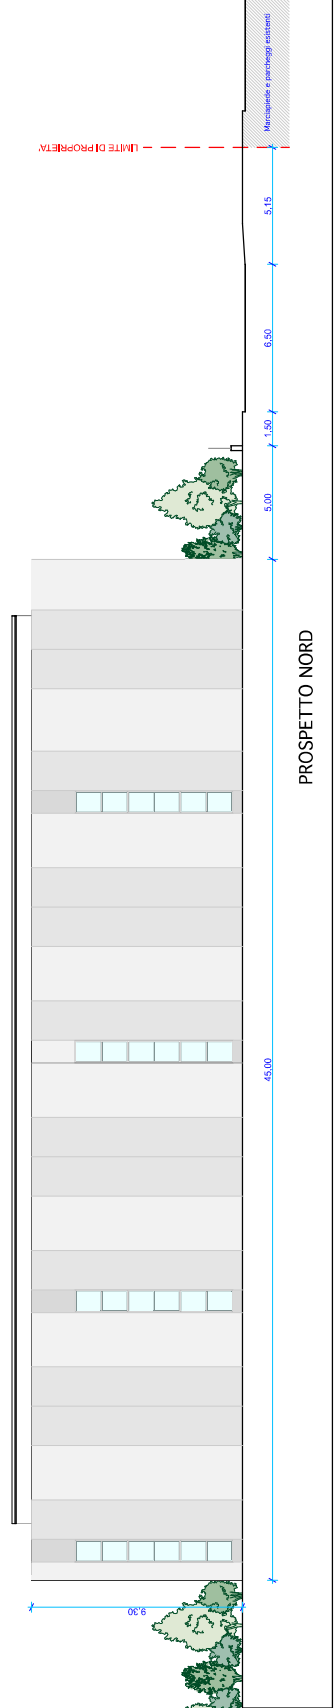 Marciapiede e parcheggi esistenti
LIMITE DI PROPRIETA'
5,15
6,50
1,50
5,00
PROSPETTO NORD
45,00
9,30